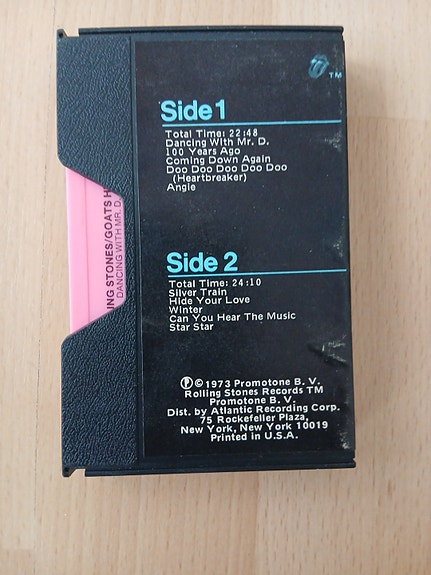 TM
Side 1
Total Time: 22:48
Dancing With Mr. D.
100 Years Ago
Coming Down Again
Doo Doo Doo Doo Doo
(Heartbreaker)
Angie
Side 2
Total Time: 24:10
Silver Train
Hide Your Love
Winter
Can You Hear The Music
Star Star
Ⓟ©1973 Promotone B. V.
Rolling Stones Records TM
Promotone B. V.
Dist. by Atlantic Recording Corp.
75 Rockefeller Plaza,
New York, New York 10019
Printed in U.S.A.
ING STONES/GOATS H
DANCING WITH MR. D.